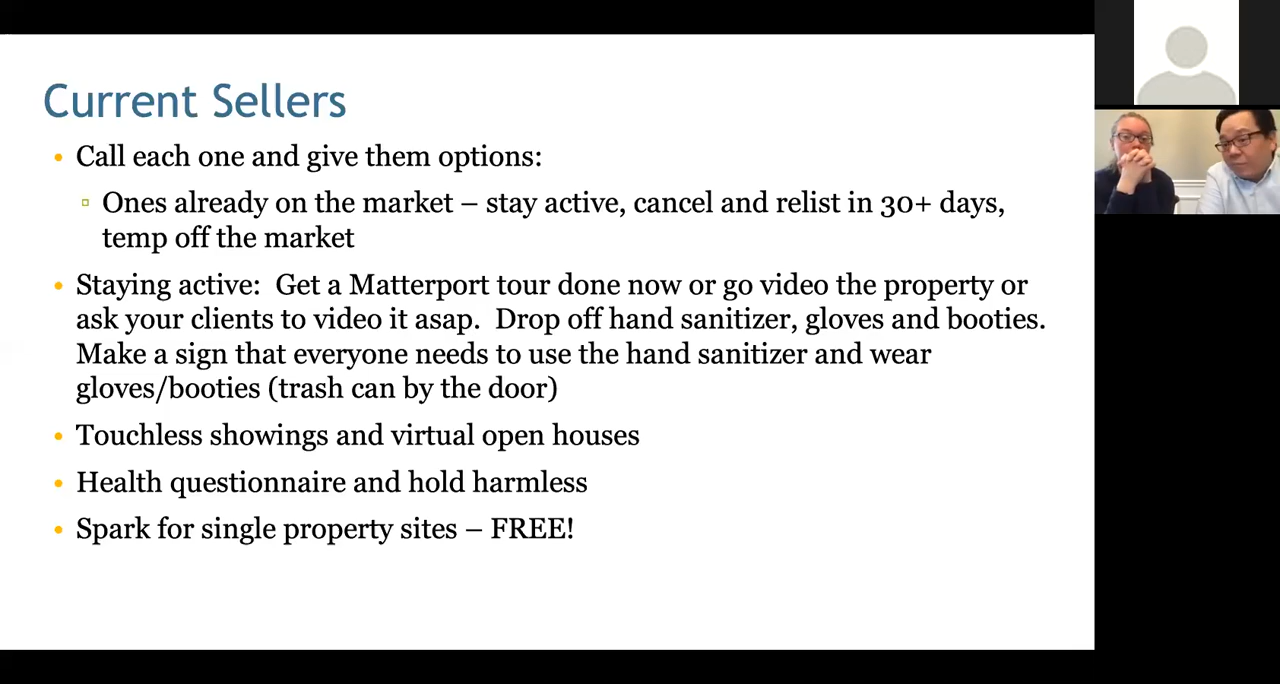 Current Sellers
• Call each one and give them options:
▫ Ones already on the market – stay active, cancel and relist in 30+ days,
temp off the market
• Staying active:  Get a Matterport tour done now or go video the property or
ask your clients to video it asap.  Drop off hand sanitizer, gloves and booties.
Make a sign that everyone needs to use the hand sanitizer and wear
gloves/booties (trash can by the door)
• Touchless showings and virtual open houses
• Health questionnaire and hold harmless
• Spark for single property sites – FREE!